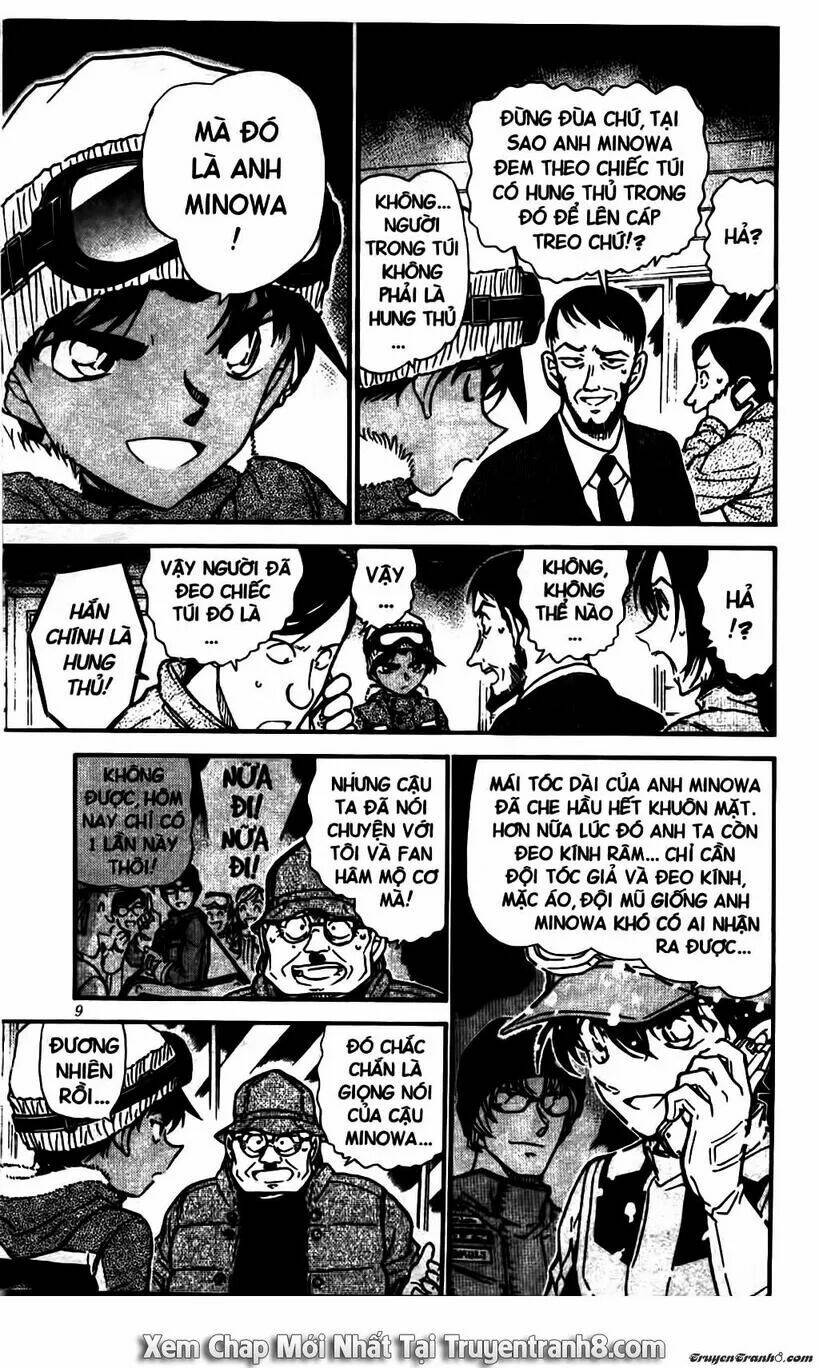 HẢ?
ĐỪNG ĐÙA CHỨ, TẠI
SAO ANH MINOWA
ĐEM THEO CHIẾC TÚI
CÓ HUNG THỦ TRONG
ĐÓ ĐỂ LÊN CÁP
TREO CHỨ!?
KHÔNG...
NGƯỜI
TRONG TÚI
KHÔNG
PHẢI LÀ
HUNG THỦ
...
MÀ ĐÓ
LÀ ANH
MINOWA
!
HẢ
!?
KHÔNG,
KHÔNG
THỂ NÀO
...
VẬY
...
VẬY NGƯỜI ĐÃ
ĐEO CHIẾC
TÚI ĐÓ LÀ
...
HẮN
CHÍNH LÀ
HUNG
THỦ!
MÁI TÓC DÀI CỦA ANH MINOWA
ĐÃ CHE HẦU HẾT KHUÔN MẶT.
HƠN NỮA LÚC ĐÓ ANH TA CÒN
ĐEO KÍNH RÂM... CHỈ CẦN
ĐỘI TÓC GIẢ VÀ ĐEO KÍNH,
MẶC ÁO, ĐỘI MŨ GIỐNG ANH
MINOWA KHÓ CÓ AI NHẬN
RA ĐƯỢC...
NHƯNG CẬU
TA ĐÃ NÓI
CHUYỆN VỚI
TÔI VÀ FAN
HÂM MỘ CƠ
MÀ!
NỮA
ĐI!
NỮA
ĐI!
KHÔNG
ĐƯỢC, HÔM
NAY CHỈ CÓ
1 LẦN NÀY
THÔI!
9
ĐÓ CHẮC
CHẮN LÀ
GIỌNG NÓI
CỦA CẬU
MINOWA...
ĐƯƠNG
NHIÊN
RỒI...
Xem Chap Mới Nhất Tại Truyentranh8.com
TruyenTranh8.com